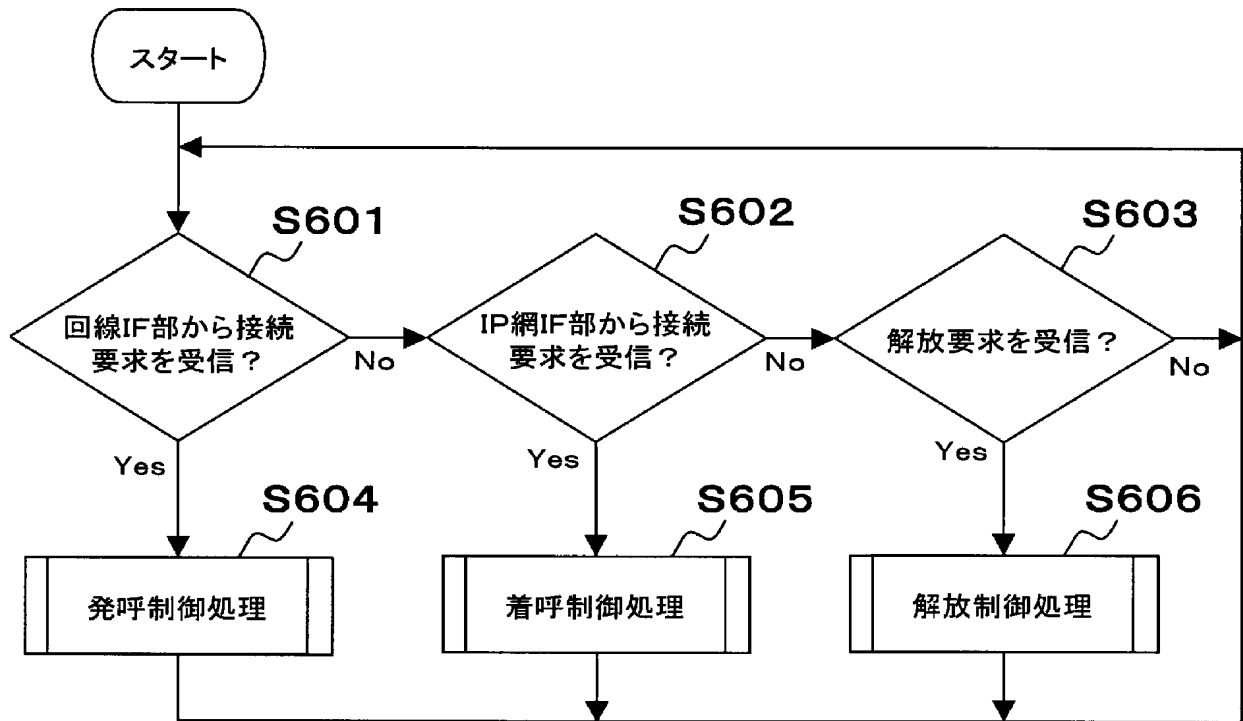 スタート
S601
S602
S603
回線IF部から接続
要求を受信？
No
IP網IF部から接続
要求を受信？
No
解放要求を受信？
No
Yes
Yes
Yes
S604
S605
S606
発呼制御処理
着呼制御処理
解放制御処理